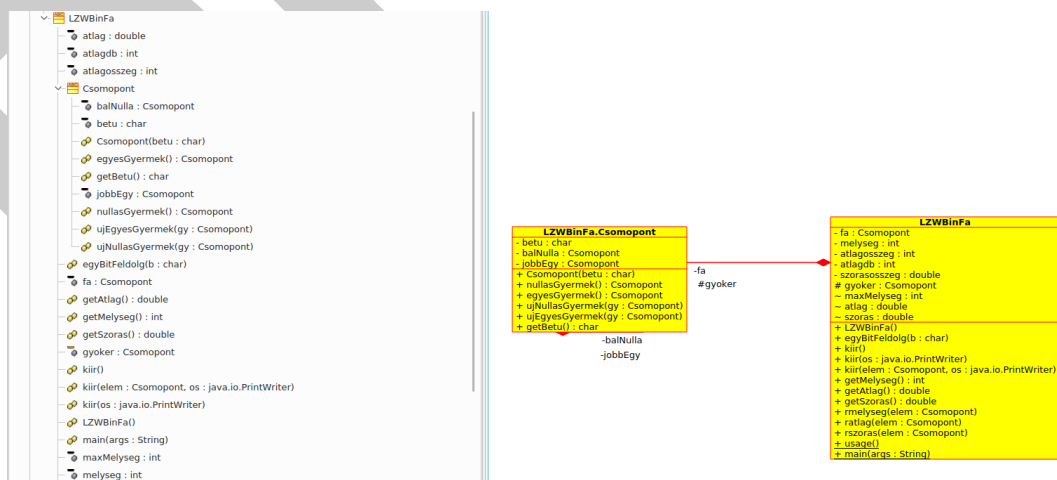 LZWBinFa
atlag : double
atlagdb : int
atlagosszeg : int
Csomopont
balNulla : Csomopont
betu : char
Csomopont(betu : char)
egyesGyermek() : Csomopont
getBetu() : char
jobbEgy : Csomopont
nullasGyermek() : Csomopont
ujEgyesGyermek(gy : Csomopont)
ujNullasGyermek(gy : Csomopont)
egyBitFeldolg(b : char)
fa : Csomopont
getAtlag() : double
getMelyseg() : int
getSzoras() : double
gyoker : Csomopont
kiir()
kiir(elem : Csomopont, os : java.io.PrintWriter)
kiir(os : java.io.PrintWriter)
LZWBinFa()
main(args : String)
maxMelyseg : int
melyseg : int
LZWBinFa.Csomopont
- betu : char
- balNulla : Csomopont
- jobbEgy : Csomopont
+ Csomopont(betu : char)
+ nullasGyermek() : Csomopont
+ egyesGyermek() : Csomopont
+ ujNullasGyermek(gy : Csomopont)
+ ujEgyesGyermek(gy : Csomopont)
+ getBetu() : char
-balNulla
-jobbEgy
-fa
#gyoker
LZWBinFa
- fa : Csomopont
- melyseg : int
- atlagosszeg : int
- atlagdb : int
- szorasosszeg : double
# gyoker : Csomopont
~ maxMelyseg : int
~ atlag : double
~ szoras : double
+ LZWBinFa()
+ egyBitFeldolg(b : char)
+ kiir()
+ kiir(os : java.io.PrintWriter)
+ kiir(elem : Csomopont, os : java.io.PrintWriter)
+ getMelyseg() : int
+ getAtlag() : double
+ getSzoras() : double
+ rmelyseg(elem : Csomopont)
+ ratlag(elem : Csomopont)
+ rszoras(elem : Csomopont)
+ usage()
+ main(args : String)